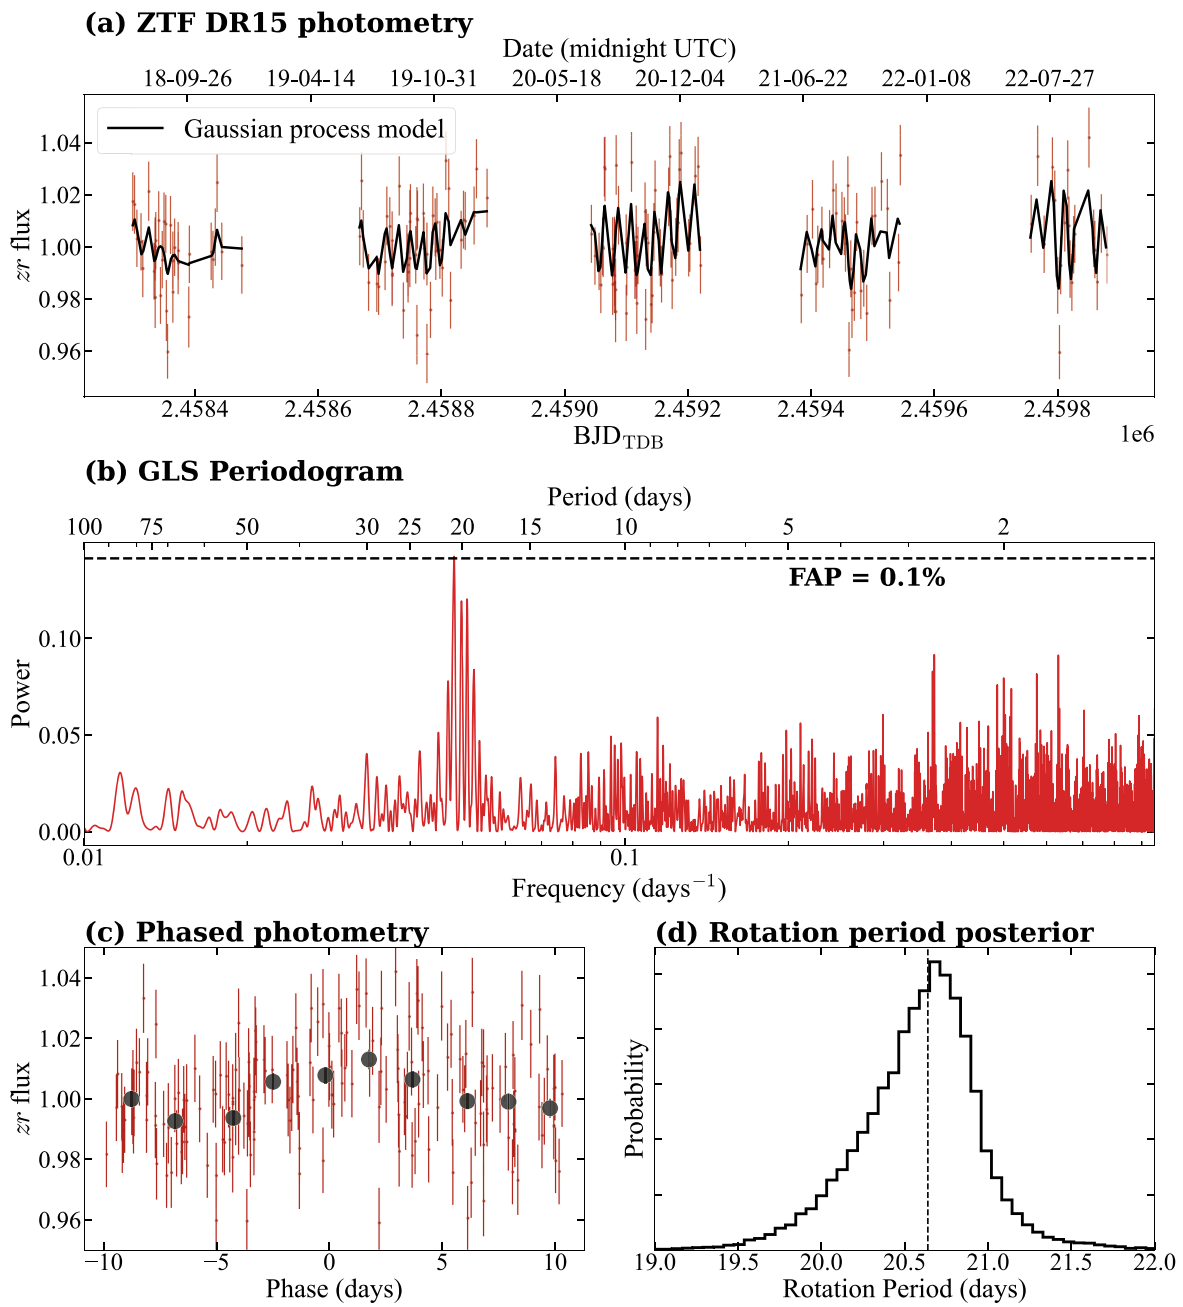 (a) ZTF DR15 photometry
Date (midnight UTC)
18-09-26 19-04-14 19-10-31 20-05-18 20-12-04 21-06-22 22-01-08 22-07-27
Gaussian process model
1.04
1.02
1.00
0.98
0.96
zr flux
2.4584 2.4586 2.4588 2.4590 2.4592 2.4594 2.4596 2.4598
BJD_TDB
1e6
(b) GLS Periodogram
Period (days)
100 75 50 30 25 20 15 10 5 2
FAP = 0.1%
0.10
0.05
0.00
Power
0.01 0.1
Frequency (days⁻¹)
(c) Phased photometry
1.04
1.02
1.00
0.98
0.96
zr flux
−10 −5 0 5 10
Phase (days)
(d) Rotation period posterior
Probability
19.0 19.5 20.0 20.5 21.0 21.5 22.0
Rotation Period (days)